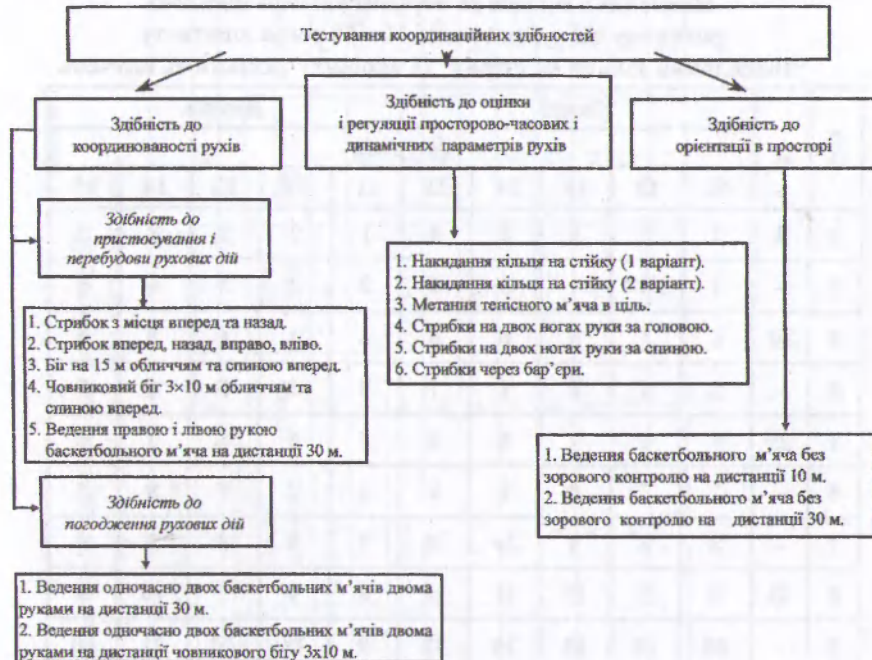 Тестування координаційних здібностей
Здібність до
координованості рухів
Здібність до оцінки
і регуляції просторово-часових і
динамічних параметрів рухів
Здібність до
орієнтації в просторі
Здібність до
пристосування і
перебудови рухових дій
1. Накидання кільця на стійку (1 варіант).
2. Накидання кільця на стійку (2 варіант).
3. Метання тенісного м’яча в ціль.
4. Стрибки на двох ногах руки за головою.
5. Стрибки на двох ногах руки за спиною.
6. Стрибки через бар’єри.
1. Стрибок з місця вперед та назад.
2. Стрибок вперед, назад, вправо, вліво.
3. Біг на 15 м обличчям та спиною вперед.
4. Човниковий біг 3×10 м обличчям та
спиною вперед.
5. Ведення правою і лівою рукою
баскетбольного м’яча на дистанції 30 м.
1. Ведення баскетбольного м’яча без
зорового контролю на дистанції 10 м.
2. Ведення баскетбольного м’яча без
зорового контролю на дистанції 30 м.
Здібність до
погодження рухових дій
1. Ведення одночасно двох баскетбольних м’ячів двома
руками на дистанції 30 м.
2. Ведення одночасно двох баскетбольних м’ячів двома
руками на дистанції човникового бігу 3х10 м.